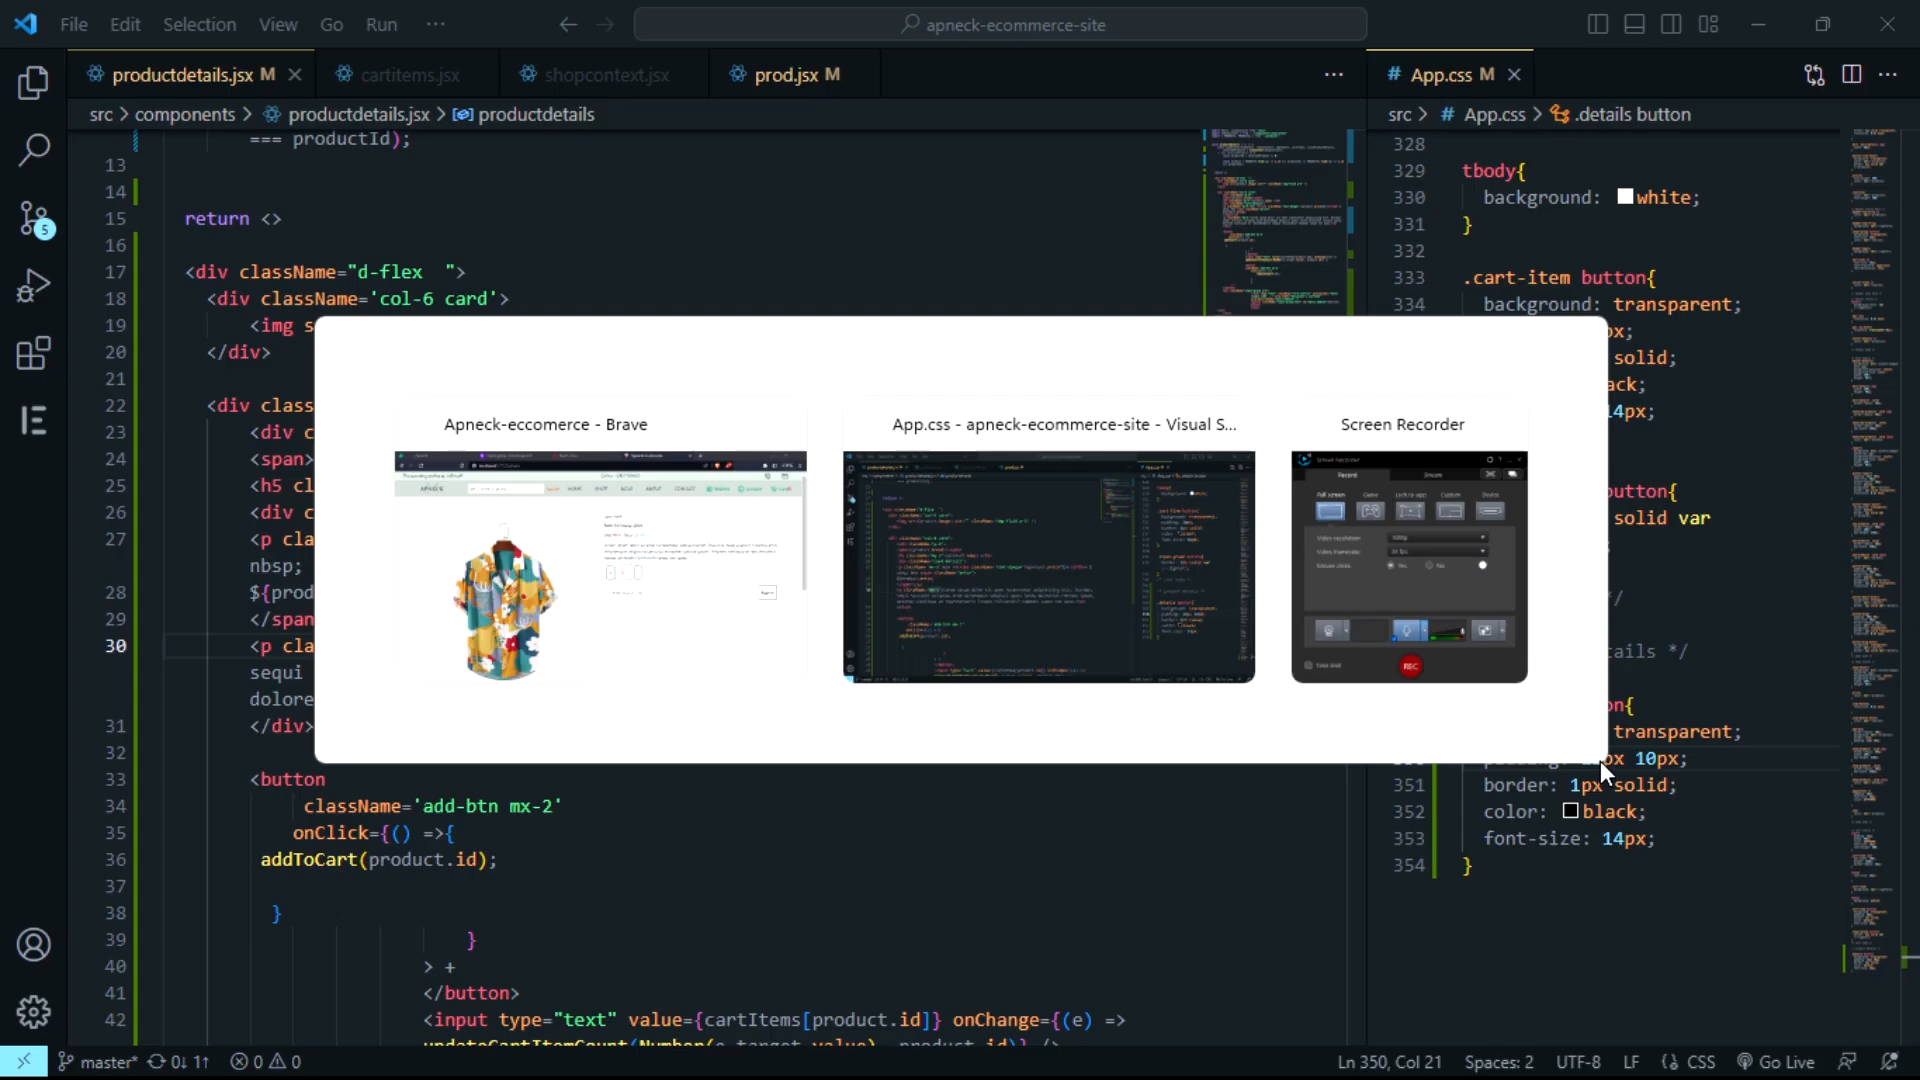 File Edit Selection View Go Run ··· apneck-ecommerce-site
productdetails.jsx M cartitems.jsx shopcontext.jsx prod.jsx M
src > components > productdetails.jsx > productdetails
=== productId);
13
14
15 return <>
16
17 <div className="d-flex  ">
18 <div className='col-6 card'>
19 <img s
20 </div>
21
22 <div class
23 <div c
24 <span>
25 <h5 cl
26 <div c
27 <p cla
nbsp;
28 ${prod
29 </span
30 <p cla
sequi
dolore
31 </div>
32
33 <button
34 className='add-btn mx-2'
35 onClick={() =>{
36 addToCart(product.id);
37
38 }
39 }
40 > +
41 </button>
42 <input type="text" value={cartItems[product.id]} onChange={(e) =>
App.css M
src > # App.css > .details button
328
329 tbody{
330 background: white;
331 }
332
333 .cart-item button{
334 background: transparent;
px;
solid;
ack;
14px;
button{
solid var
*/
ails */
on{
transparent;
px 10px;
351 border: 1px solid;
352 color: black;
353 font-size: 14px;
354 }
Apneck-eccomerce - Brave
App.css - apneck-ecommerce-site - Visual S...
Screen Recorder
REC
5
master* 0↓ 1↑ 0 0
Ln 350, Col 21 Spaces: 2 UTF-8 LF CSS Go Live